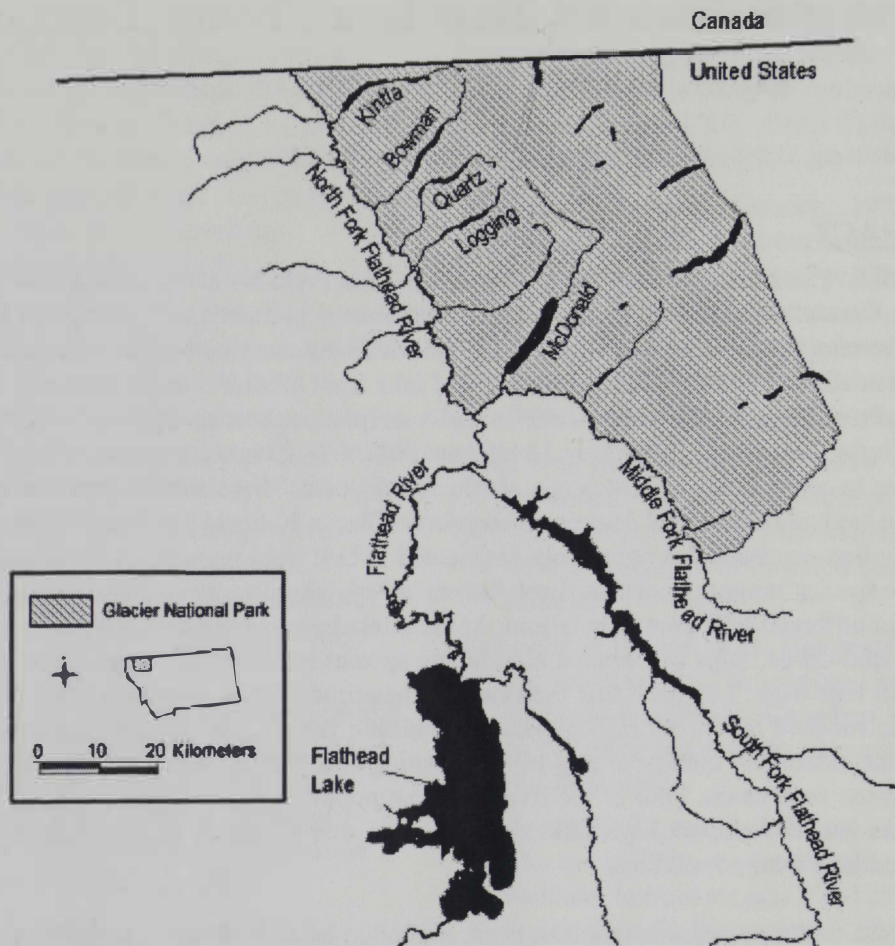 Canada
United States
Kintla
Bowman
Quartz
Logging
McDonald
North Fork Flathead River
Flathead River
Middle Fork Flathead River
South Fork Flathead River
Glacier National Park
0 10 20 Kilometers
Flathead
Lake